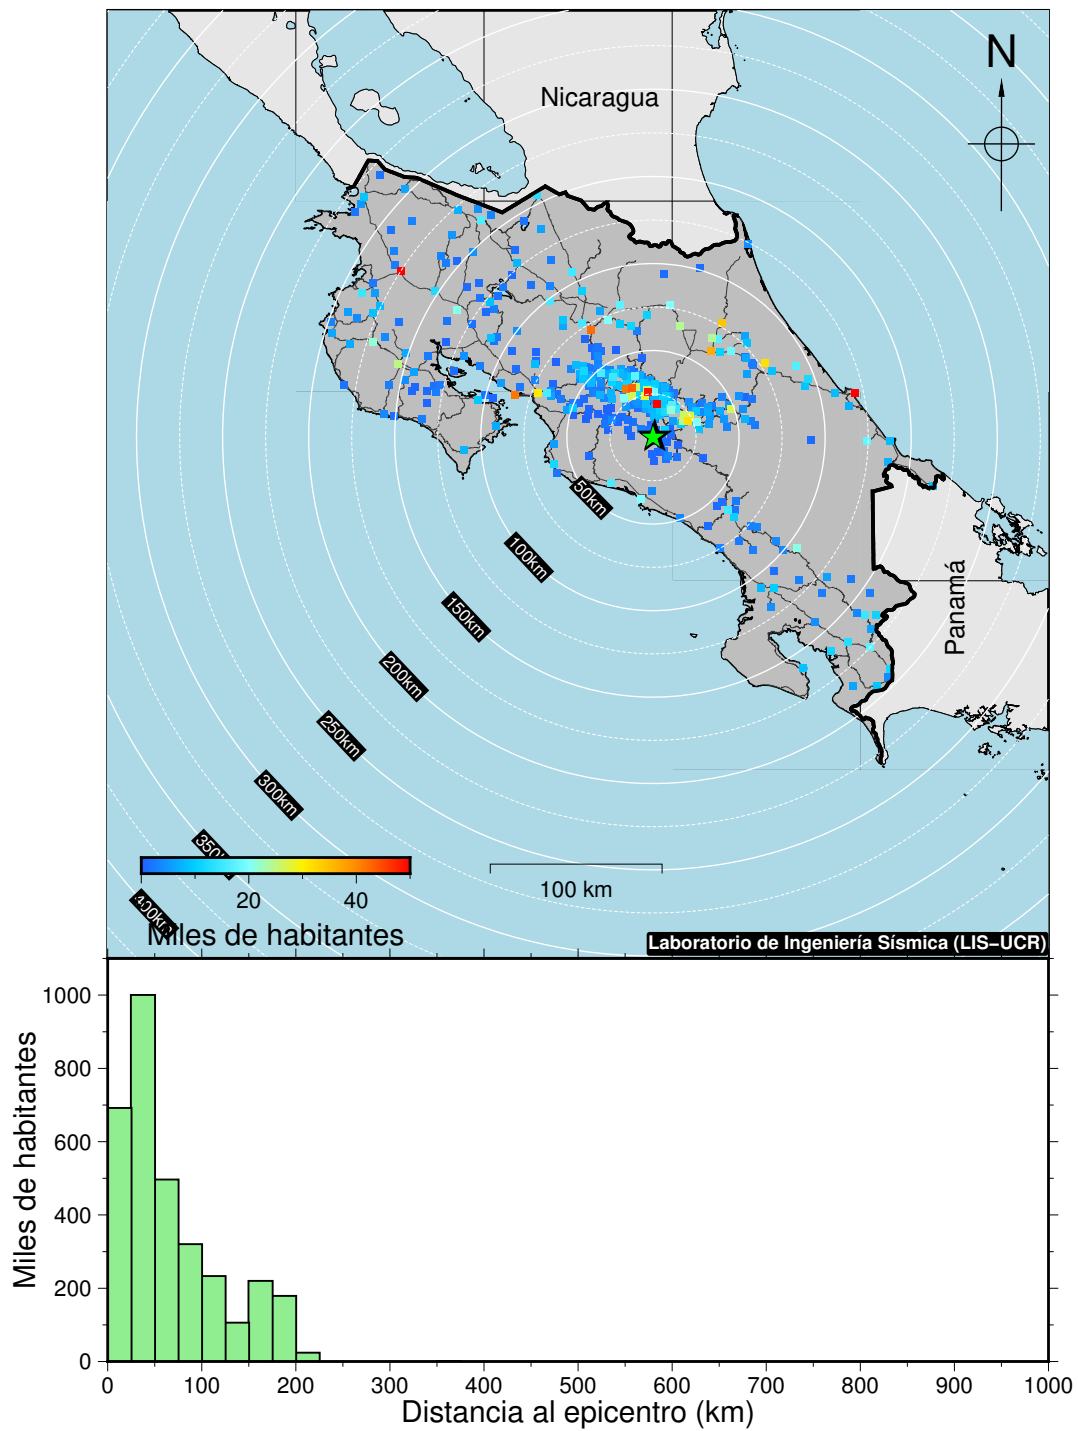 N
Nicaragua
Panamá
50km
100km
150km
200km
250km
300km
400km
20
40
Miles de habitantes
100 km
Laboratorio de Ingeniería Sísmica (LIS−UCR)
Miles de habitantes
1000
800
600
400
200
0
0 100 200 300 400 500 600 700 800 900 1000
Distancia al epicentro (km)